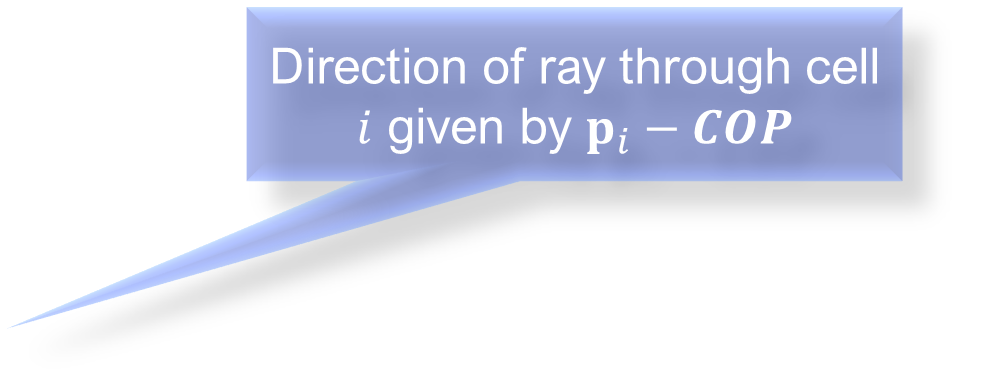 Direction of ray through cell
i given by pᵢ − COP